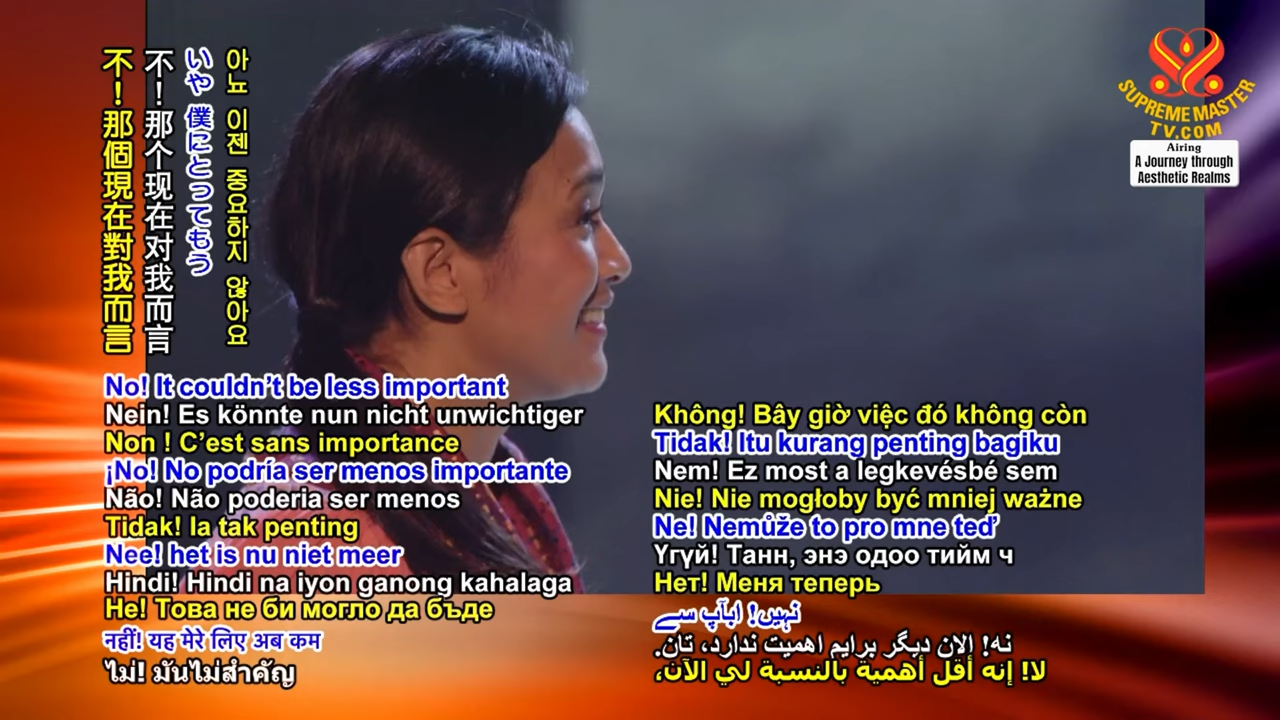 아뇨 이젠 중요하지 않아요
いや 僕にとってもう
不！那个现在对我而言
不！那個現在對我而言
SUPREME MASTER
TV.COM
Airing
A Journey through
Aesthetic Realms
No! It couldn't be less important
Nein! Es könnte nun nicht unwichtiger
Non ! C'est sans importance
¡No! No podría ser menos importante
Não! Não poderia ser menos
Tidak! Ia tak penting
Nee! het is nu niet meer
Hindi! Hindi na iyon ganong kahalaga
Не! Това не би могло да бъде
नहीं! यह मेरे लिए अब कम
ไม่! มันไม่สำคัญ
Không! Bây giờ việc đó không còn
Tidak! Itu kurang penting bagiku
Nem! Ez most a legkevésbé sem
Nie! Nie mogłoby być mniej ważne
Ne! Nemůže to pro mne teď
Үгүй! Танн, энэ одоо тийм ч
Нет! Меня теперь
نہیں! ابآپ سے
نه! الان دیگر برایم اهمیت ندارد، تان.
لا! إنه أقل أهمية بالنسبة لي الآن،